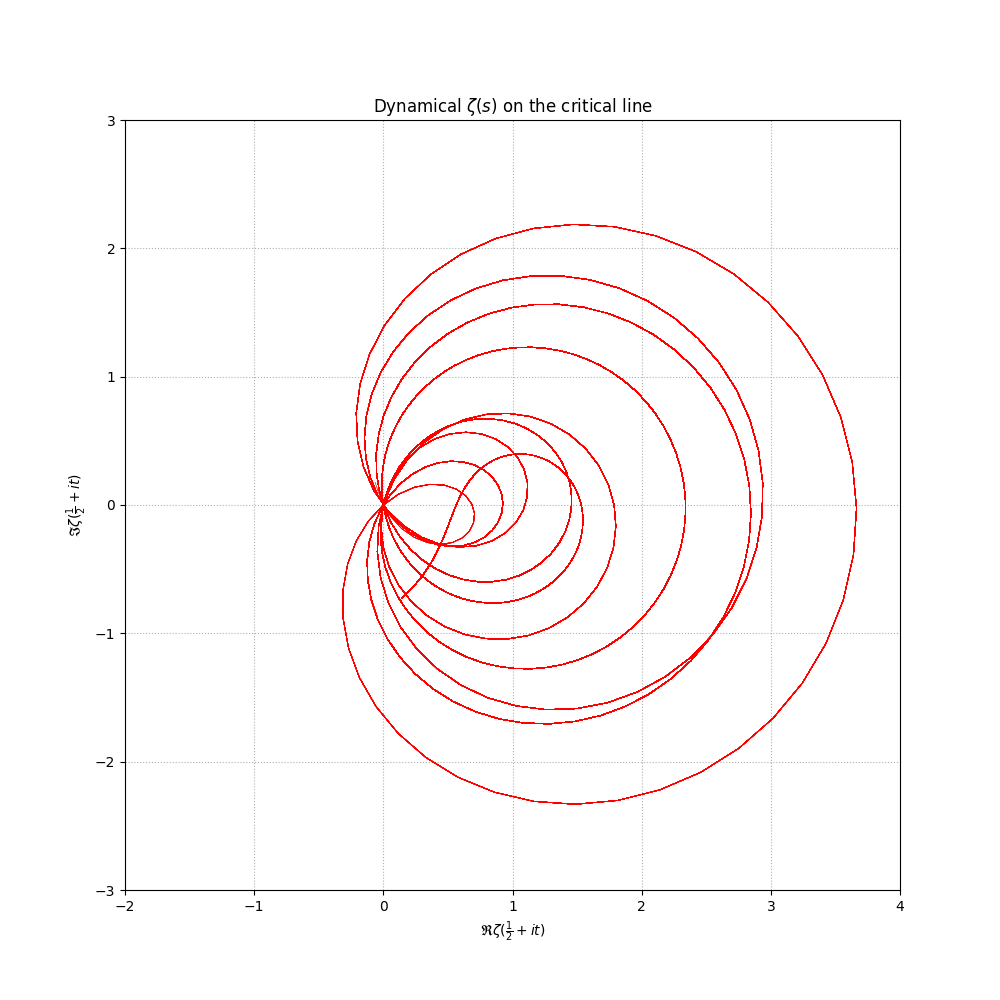 Dynamical ζ(s) on the critical line
3
2
1
0
−1
−2
−3
ℑζ(1/2 + it)
−2 −1 0 1 2 3 4
ℜζ(1/2 + it)